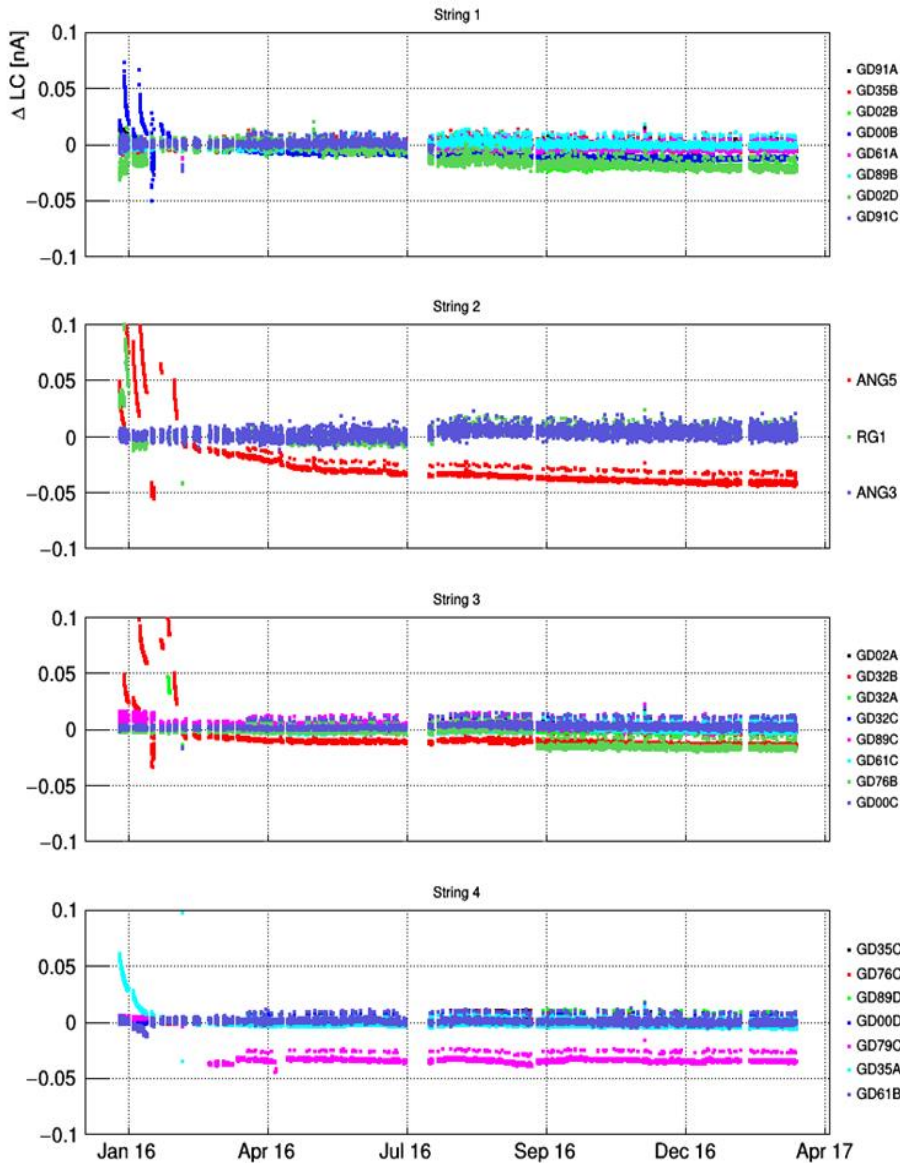 String 1
Δ LC [nA]
0.1
0.05
0
−0.05
−0.1
GD91A
GD35B
GD02B
GD00B
GD61A
GD89B
GD02D
GD91C
String 2
0.1
0.05
0
−0.05
−0.1
ANG5
RG1
ANG3
String 3
0.1
0.05
0
−0.05
−0.1
GD02A
GD32B
GD32A
GD32C
GD89C
GD61C
GD76B
GD00C
String 4
0.1
0.05
0
−0.05
−0.1
GD35C
GD76C
GD89D
GD00D
GD79C
GD35A
GD61B
Jan 16 Apr 16 Jul 16 Sep 16 Dec 16 Apr 17